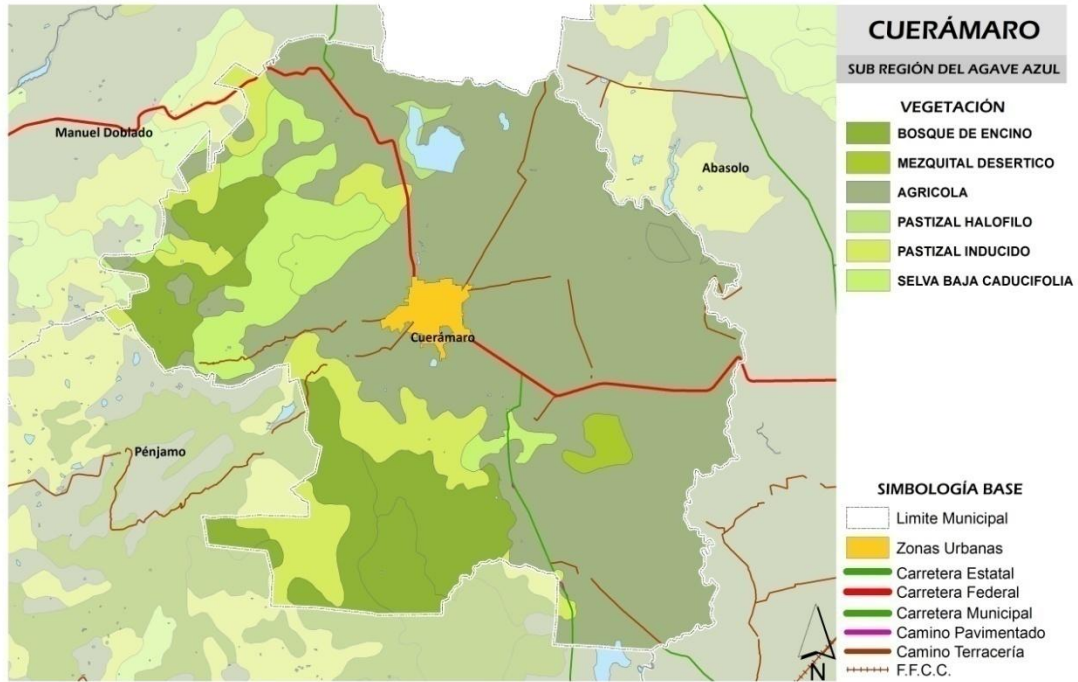 CUERÁMARO
SUB REGIÓN DEL AGAVE AZUL
VEGETACIÓN
BOSQUE DE ENCINO
MEZQUITAL DESERTICO
AGRICOLA
PASTIZAL HALOFILO
PASTIZAL INDUCIDO
SELVA BAJA CADUCIFOLIA
Manuel Doblado
Abasolo
Cuerámaro
Pénjamo
SIMBOLOGÍA BASE
Limite Municipal
Zonas Urbanas
Carretera Estatal
Carretera Federal
Carretera Municipal
Camino Pavimentado
Camino Terracería
F.F.C.C.
N